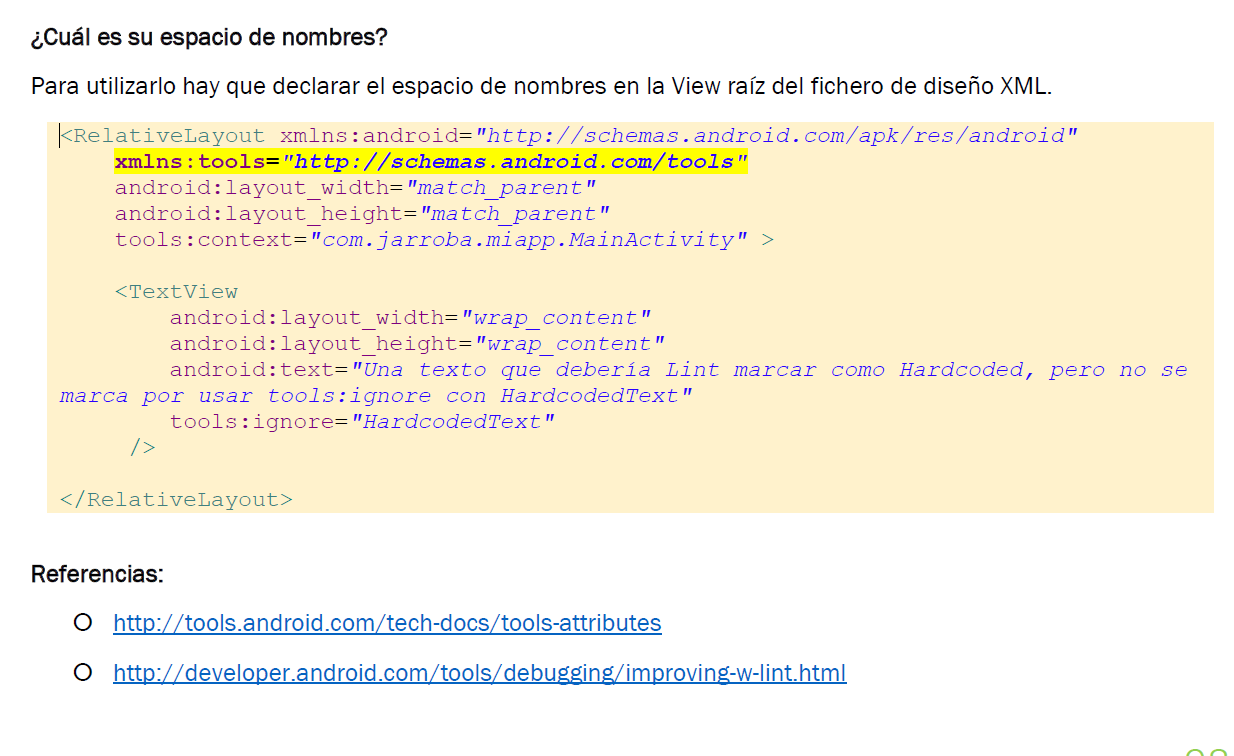 ¿Cuál es su espacio de nombres?
Para utilizarlo hay que declarar el espacio de nombres en la View raíz del fichero de diseño XML.
<RelativeLayout xmlns:android="http://schemas.android.com/apk/res/android"
xmlns:tools="http://schemas.android.com/tools"
android:layout_width="match_parent"
android:layout_height="match_parent"
tools:context="com.jarroba.miapp.MainActivity" >
<TextView
android:layout_width="wrap_content"
android:layout_height="wrap_content"
android:text="Una texto que debería Lint marcar como Hardcoded, pero no se
marca por usar tools:ignore con HardcodedText"
tools:ignore="HardcodedText"
/>
</RelativeLayout>
Referencias:
http://tools.android.com/tech-docs/tools-attributes
http://developer.android.com/tools/debugging/improving-w-lint.html